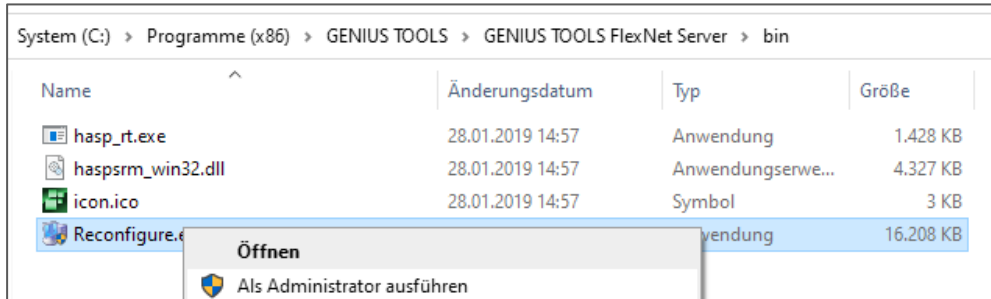 System (C:) > Programme (x86) > GENIUS TOOLS > GENIUS TOOLS FlexNet Server > bin
Name Änderungsdatum Typ Größe
hasp_rt.exe 28.01.2019 14:57 Anwendung 1.428 KB
haspsrm_win32.dll 28.01.2019 14:57 Anwendungserwe... 4.327 KB
icon.ico 28.01.2019 14:57 Symbol 3 KB
Reconfigure.e vendung 16.208 KB
Öffnen
Als Administrator ausführen